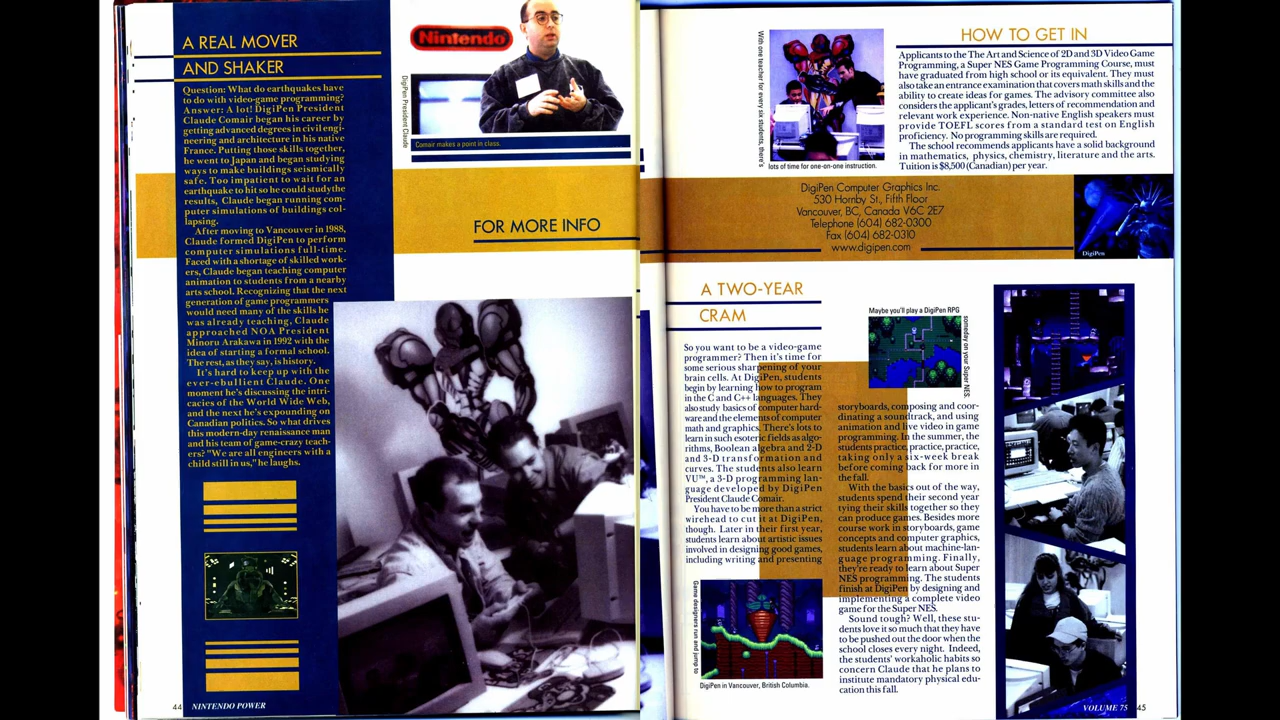 A REAL MOVER
AND SHAKER
Question: What do earthquakes have
to do with video-game programming?
Answer: A lot! DigiPen President
Claude Comair began his career by
getting advanced degrees in civil engi-
neering and architecture in his native
France. Putting those skills together,
he went to Japan and began studying
ways to make buildings seismically
safe. Too impatient to wait for an
earthquake to hit so he could study the
results, Claude began running com-
puter simulations of buildings col-
lapsing.
After moving to Vancouver in 1988,
Claude formed DigiPen to perform
computer simulations full-time.
Faced with a shortage of skilled work-
ers, Claude began teaching computer
animation to students from a nearby
arts school. Recognizing that the next
generation of game programmers
would need many of the skills he
was already teaching, Claude
approached NOA President
Minoru Arakawa in 1992 with the
idea of starting a formal school.
The rest, as they say, is history.
It's hard to keep up with the
ever-ebullient Claude. One
moment he's discussing the intri-
cacies of the World Wide Web,
and the next he's expounding on
Canadian politics. So what drives
this modern-day renaissance man
and his team of game-crazy teach-
ers? "We are all engineers with a
child still in us," he laughs.
44 NINTENDO POWER
Nintendo
DigiPen President Claude
Comair makes a point in class.
FOR MORE INFO
With one teacher for every six students, there's
lots of time for one-on-one instruction.
HOW TO GET IN
Applicants to the The Art and Science of 2D and 3D Video Game
Programming, a Super NES Game Programming Course, must
have graduated from high school or its equivalent. They must
also take an entrance examination that covers math skills and the
ability to create ideas for games. The advisory committee also
considers the applicant's grades, letters of recommendation and
relevant work experience. Non-native English speakers must
provide TOEFL scores from a standard test on English
proficiency. No programming skills are required.
The school recommends applicants have a solid background
in mathematics, physics, chemistry, literature and the arts.
Tuition is $8,500 (Canadian) per year.
DigiPen Computer Graphics Inc.
530 Hornby St., Fifth Floor
Vancouver, BC, Canada V6C 2E7
Telephone (604) 682-0300
Fax (604) 682-0310
www.digipen.com
DigiPen
A TWO-YEAR
CRAM
So you want to be a video-game
programmer? Then it's time for
some serious sharpening of your
brain cells. At DigiPen, students
begin by learning how to program
in the C and C++ languages. They
also study basics of computer hard-
ware and the elements of computer
math and graphics. There's lots to
learn in such esoteric fields as algo-
rithms, Boolean algebra and 2-D
and 3-D transformation and
curves. The students also learn
VU™, a 3-D programming lan-
guage developed by DigiPen
President Claude Comair.
You have to be more than a strict
wirehead to cut it at DigiPen,
though. Later in their first year,
students learn about artistic issues
involved in designing good games,
including writing and presenting
Game designers run and jump to
DigiPen in Vancouver, British Columbia.
Maybe you'll play a DigiPen RPG
someday on your Super NES.
storyboards, composing and coor-
dinating a soundtrack, and using
animation and live video in game
programming. In the summer, the
students practice, practice, practice,
taking only a six-week break
before coming back for more in
the fall.
With the basics out of the way,
students spend their second year
tying their skills together so they
can produce games. Besides more
course work in storyboards, game
concepts and computer graphics,
students learn about machine-lan-
guage programming. Finally,
they're ready to learn about Super
NES programming. The students
finish at DigiPen by designing and
implementing a complete video
game for the Super NES.
Sound tough? Well, these stu-
dents love it so much that they have
to be pushed out the door when the
school closes every night. Indeed,
the students' workaholic habits so
concern Claude that he plans to
institute mandatory physical edu-
cation this fall.
VOLUME 75 45